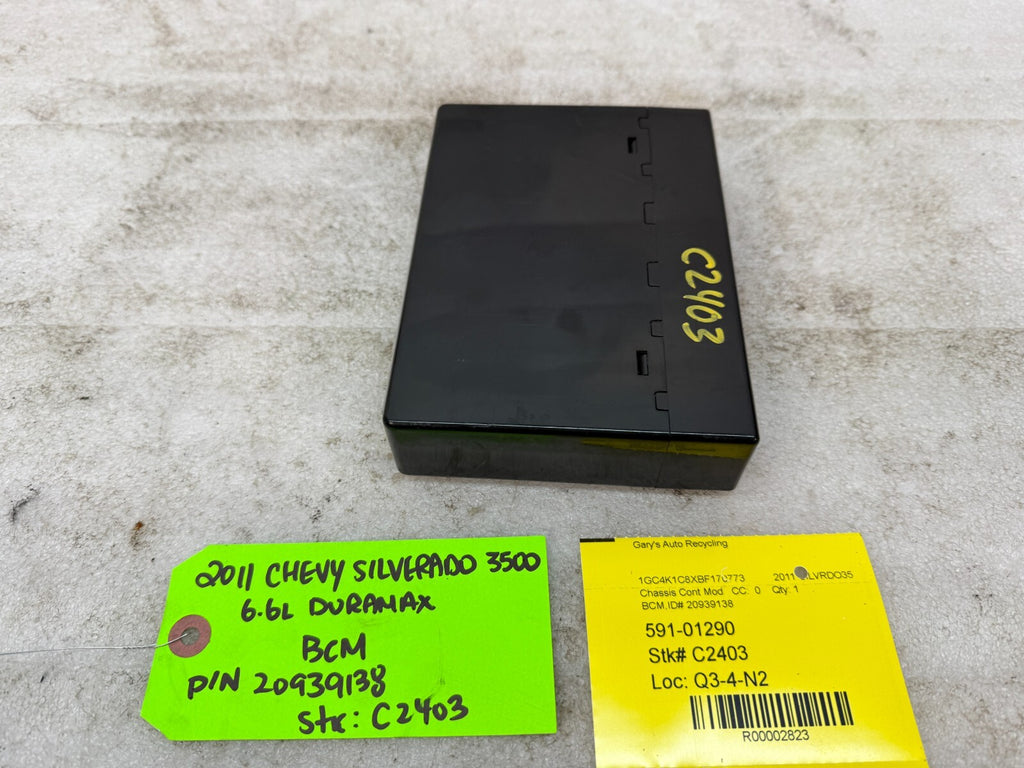 C2403
2011 CHEVY SILVERADO 3500
6.6L DURAMAX
BCM
P/N 20939138
Stk: C2403
Gary's Auto Recycling
2011
Chassis Cont Mod CC: 0 Qty: 1
BCM,ID# 20939138
591-01290
Stk# C2403
Loc: Q3-4-N2
R00002823